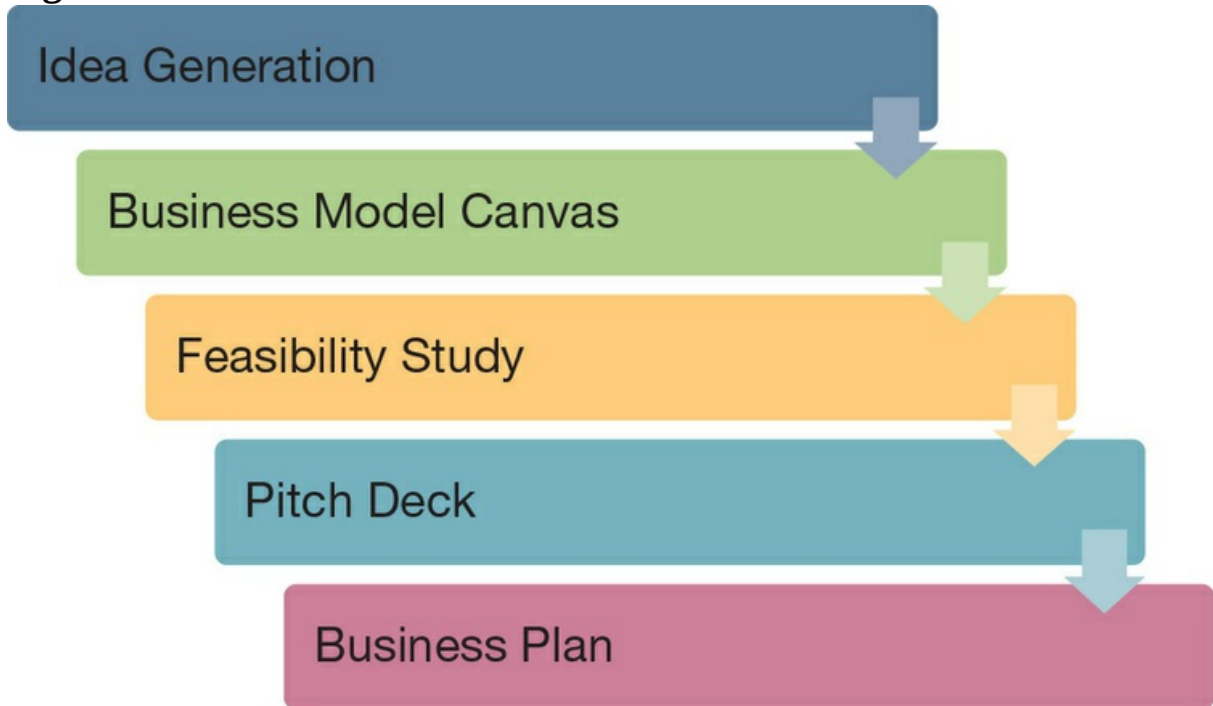 Idea Generation
Business Model Canvas
Feasibility Study
Pitch Deck
Business Plan